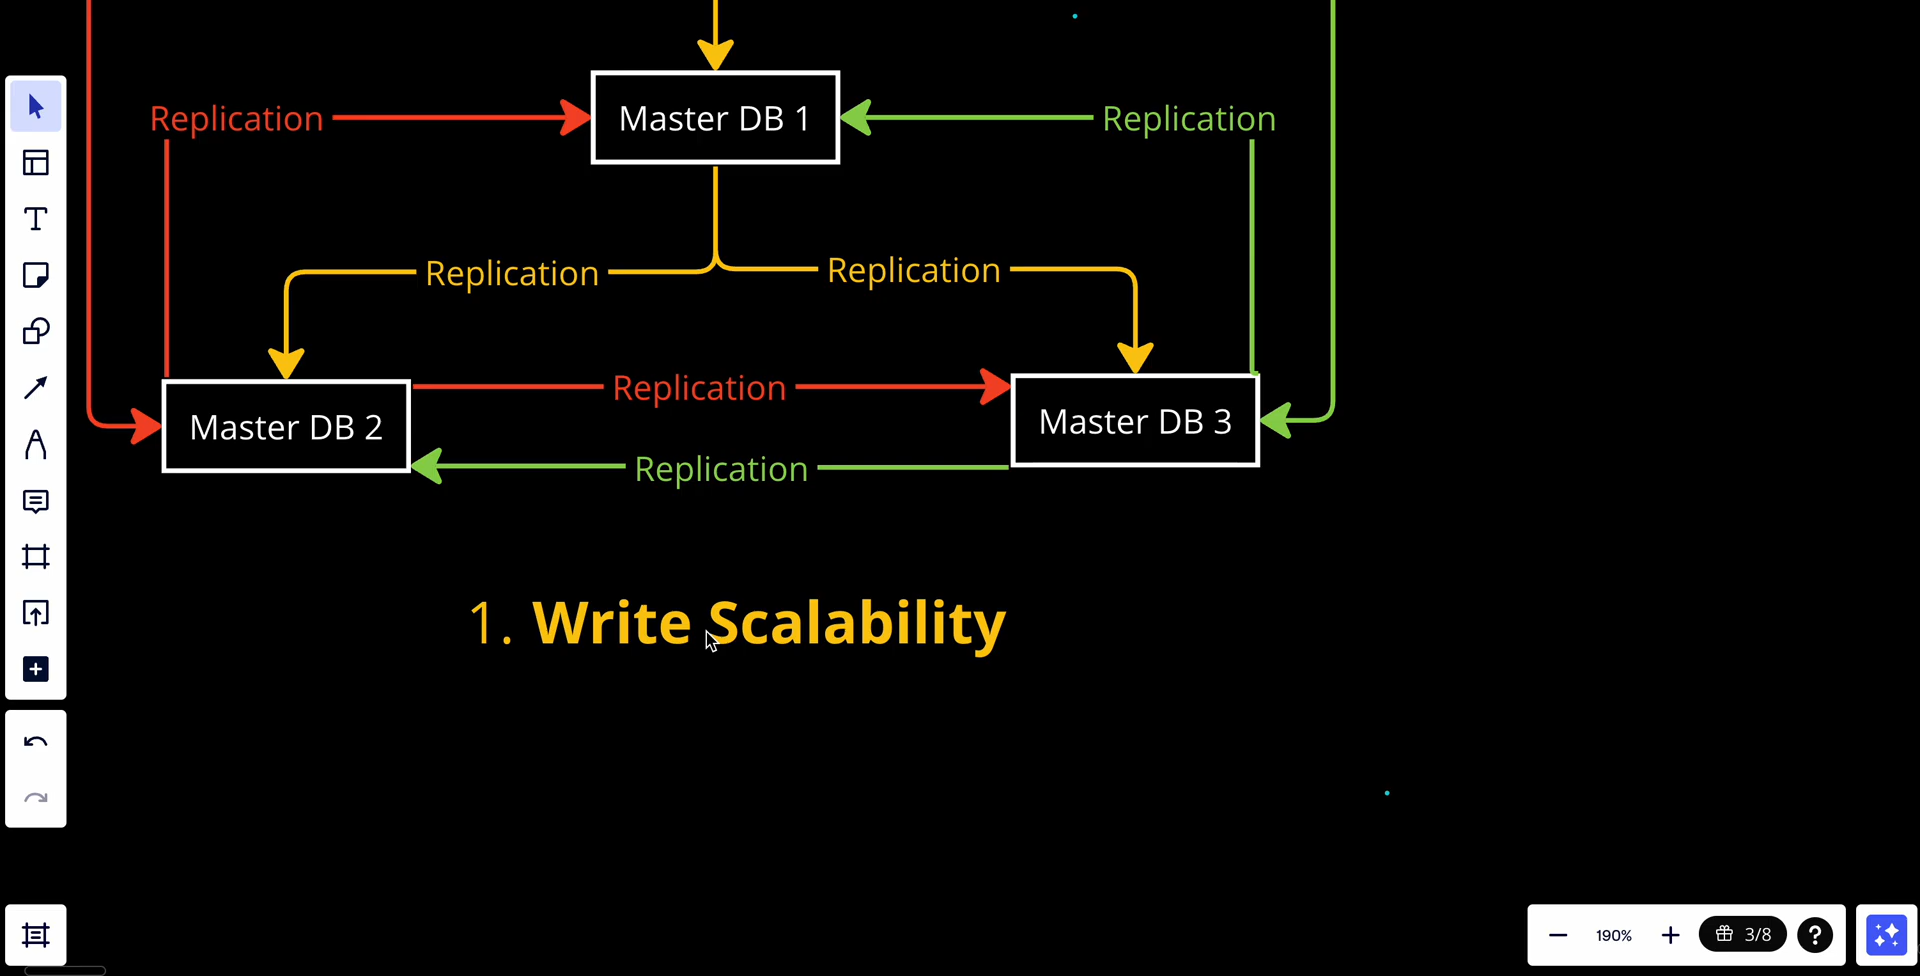 Replication
Master DB 1
Replication
Replication
Replication
Master DB 2
Replication
Master DB 3
Replication
1. Write Scalability
190%
3/8
?